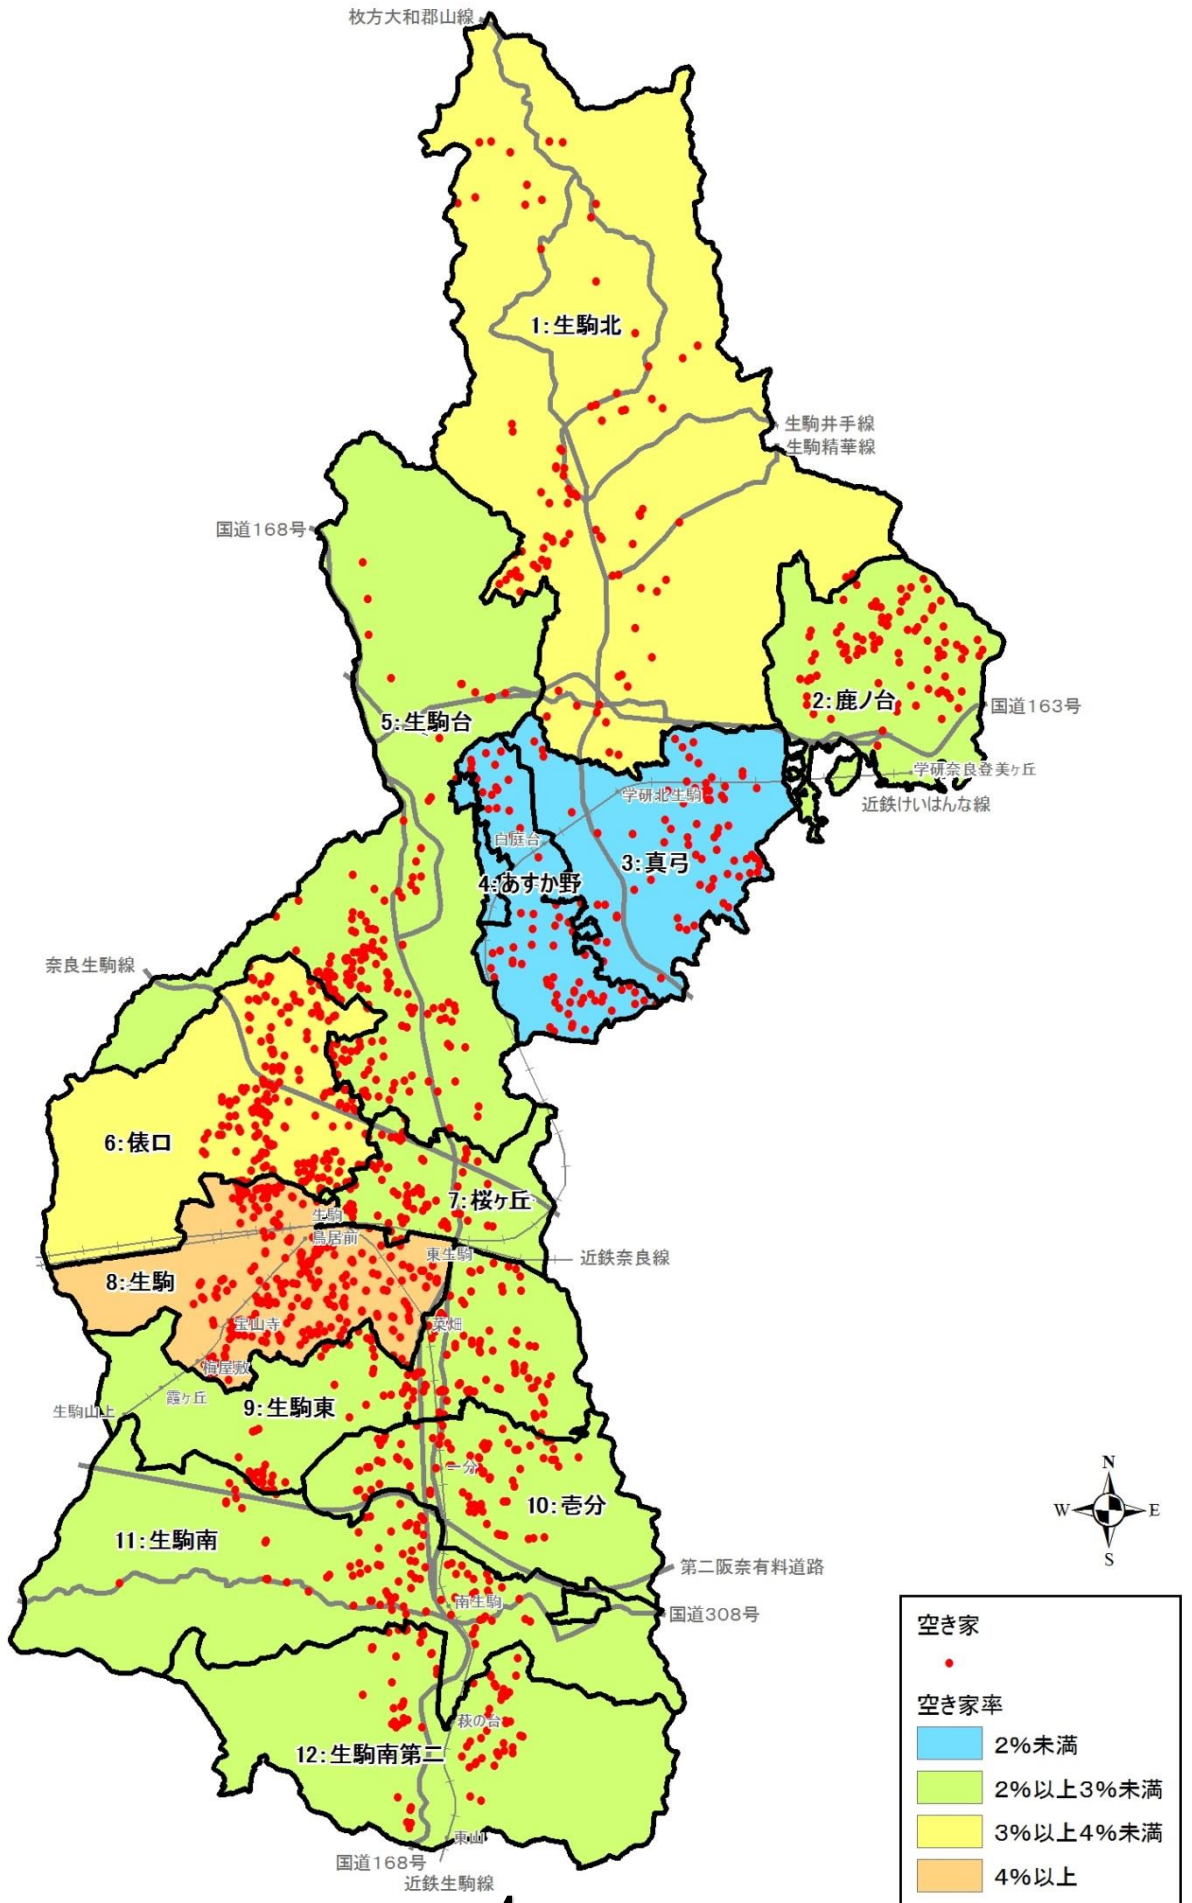 枚方大和郡山線
1:生駒北
生駒井手線
生駒精華線
国道168号
2:鹿ノ台
国道163号
5:生駒台
学研奈良登美ヶ丘
学研北生駒
近鉄けいはんな線
白庭台
3:真弓
4:あすか野
奈良生駒線
6:俵口
7:桜ヶ丘
生駒
鳥居前
東生駒
近鉄奈良線
8:生駒
宝山寺
菜畑
梅屋敷
霞ヶ丘
9:生駒東
生駒山上
一分
10:壱分
N
W
E
S
11:生駒南
第二阪奈有料道路
南生駒
国道308号
空き家
空き家率
萩の台
2%未満
12:生駒南第二
2%以上3%未満
3%以上4%未満
東山
国道168号
4%以上
近鉄生駒線